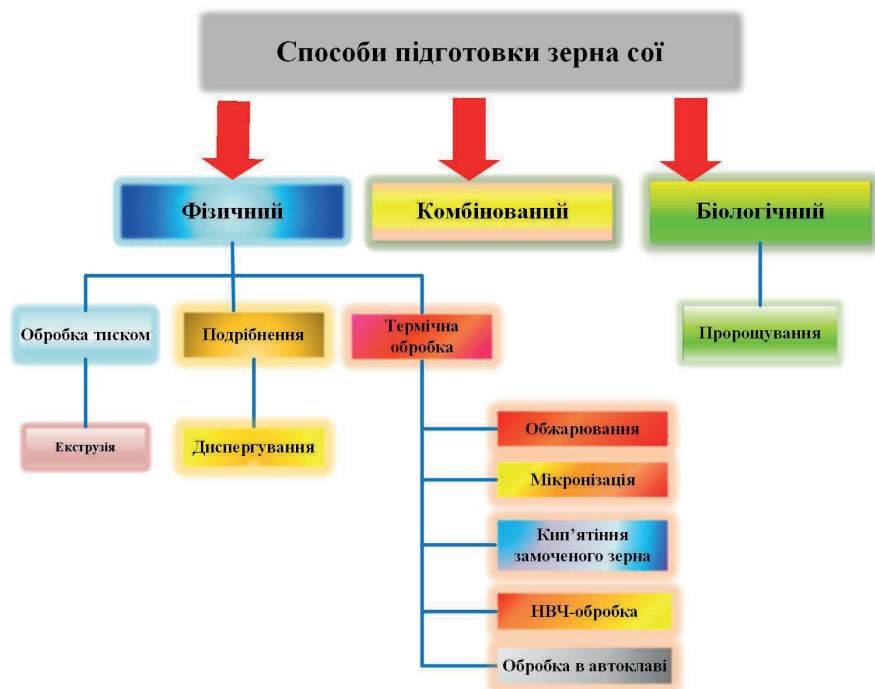 Способи підготовки зерна сої
Фізичний
Комбінований
Біологічний
Обробка тиском
Подрібнення
Термічна
обробка
Пророщування
Екструзія
Диспергування
Обжарювання
Мікронізація
Кип’ятіння
замоченого зерна
НВЧ-обробка
Обробка в автоклаві